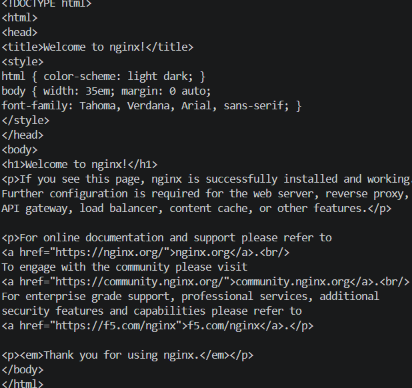 <!DOCTYPE html>
<html>
<head>
<title>Welcome to nginx!</title>
<style>
html { color-scheme: light dark; }
body { width: 35em; margin: 0 auto;
font-family: Tahoma, Verdana, Arial, sans-serif; }
</style>
</head>
<body>
<h1>Welcome to nginx!</h1>
<p>If you see this page, nginx is successfully installed and working.
Further configuration is required for the web server, reverse proxy,
API gateway, load balancer, content cache, or other features.</p>

<p>For online documentation and support please refer to
<a href="https://nginx.org/">nginx.org</a>.<br/>
To engage with the community please visit
<a href="https://community.nginx.org/">community.nginx.org</a>.<br/>
For enterprise grade support, professional services, additional
security features and capabilities please refer to
<a href="https://f5.com/nginx">f5.com/nginx</a>.</p>

<p><em>Thank you for using nginx.</em></p>
</body>
</html>